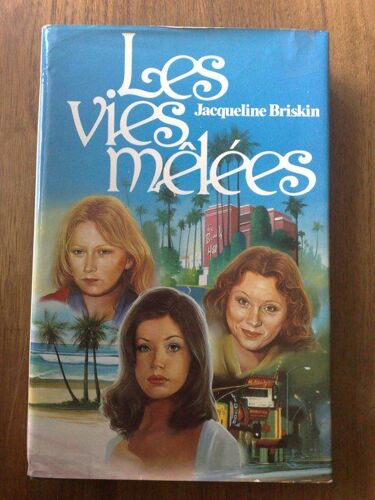 Les
vies
mêlées
Jacqueline Briskin